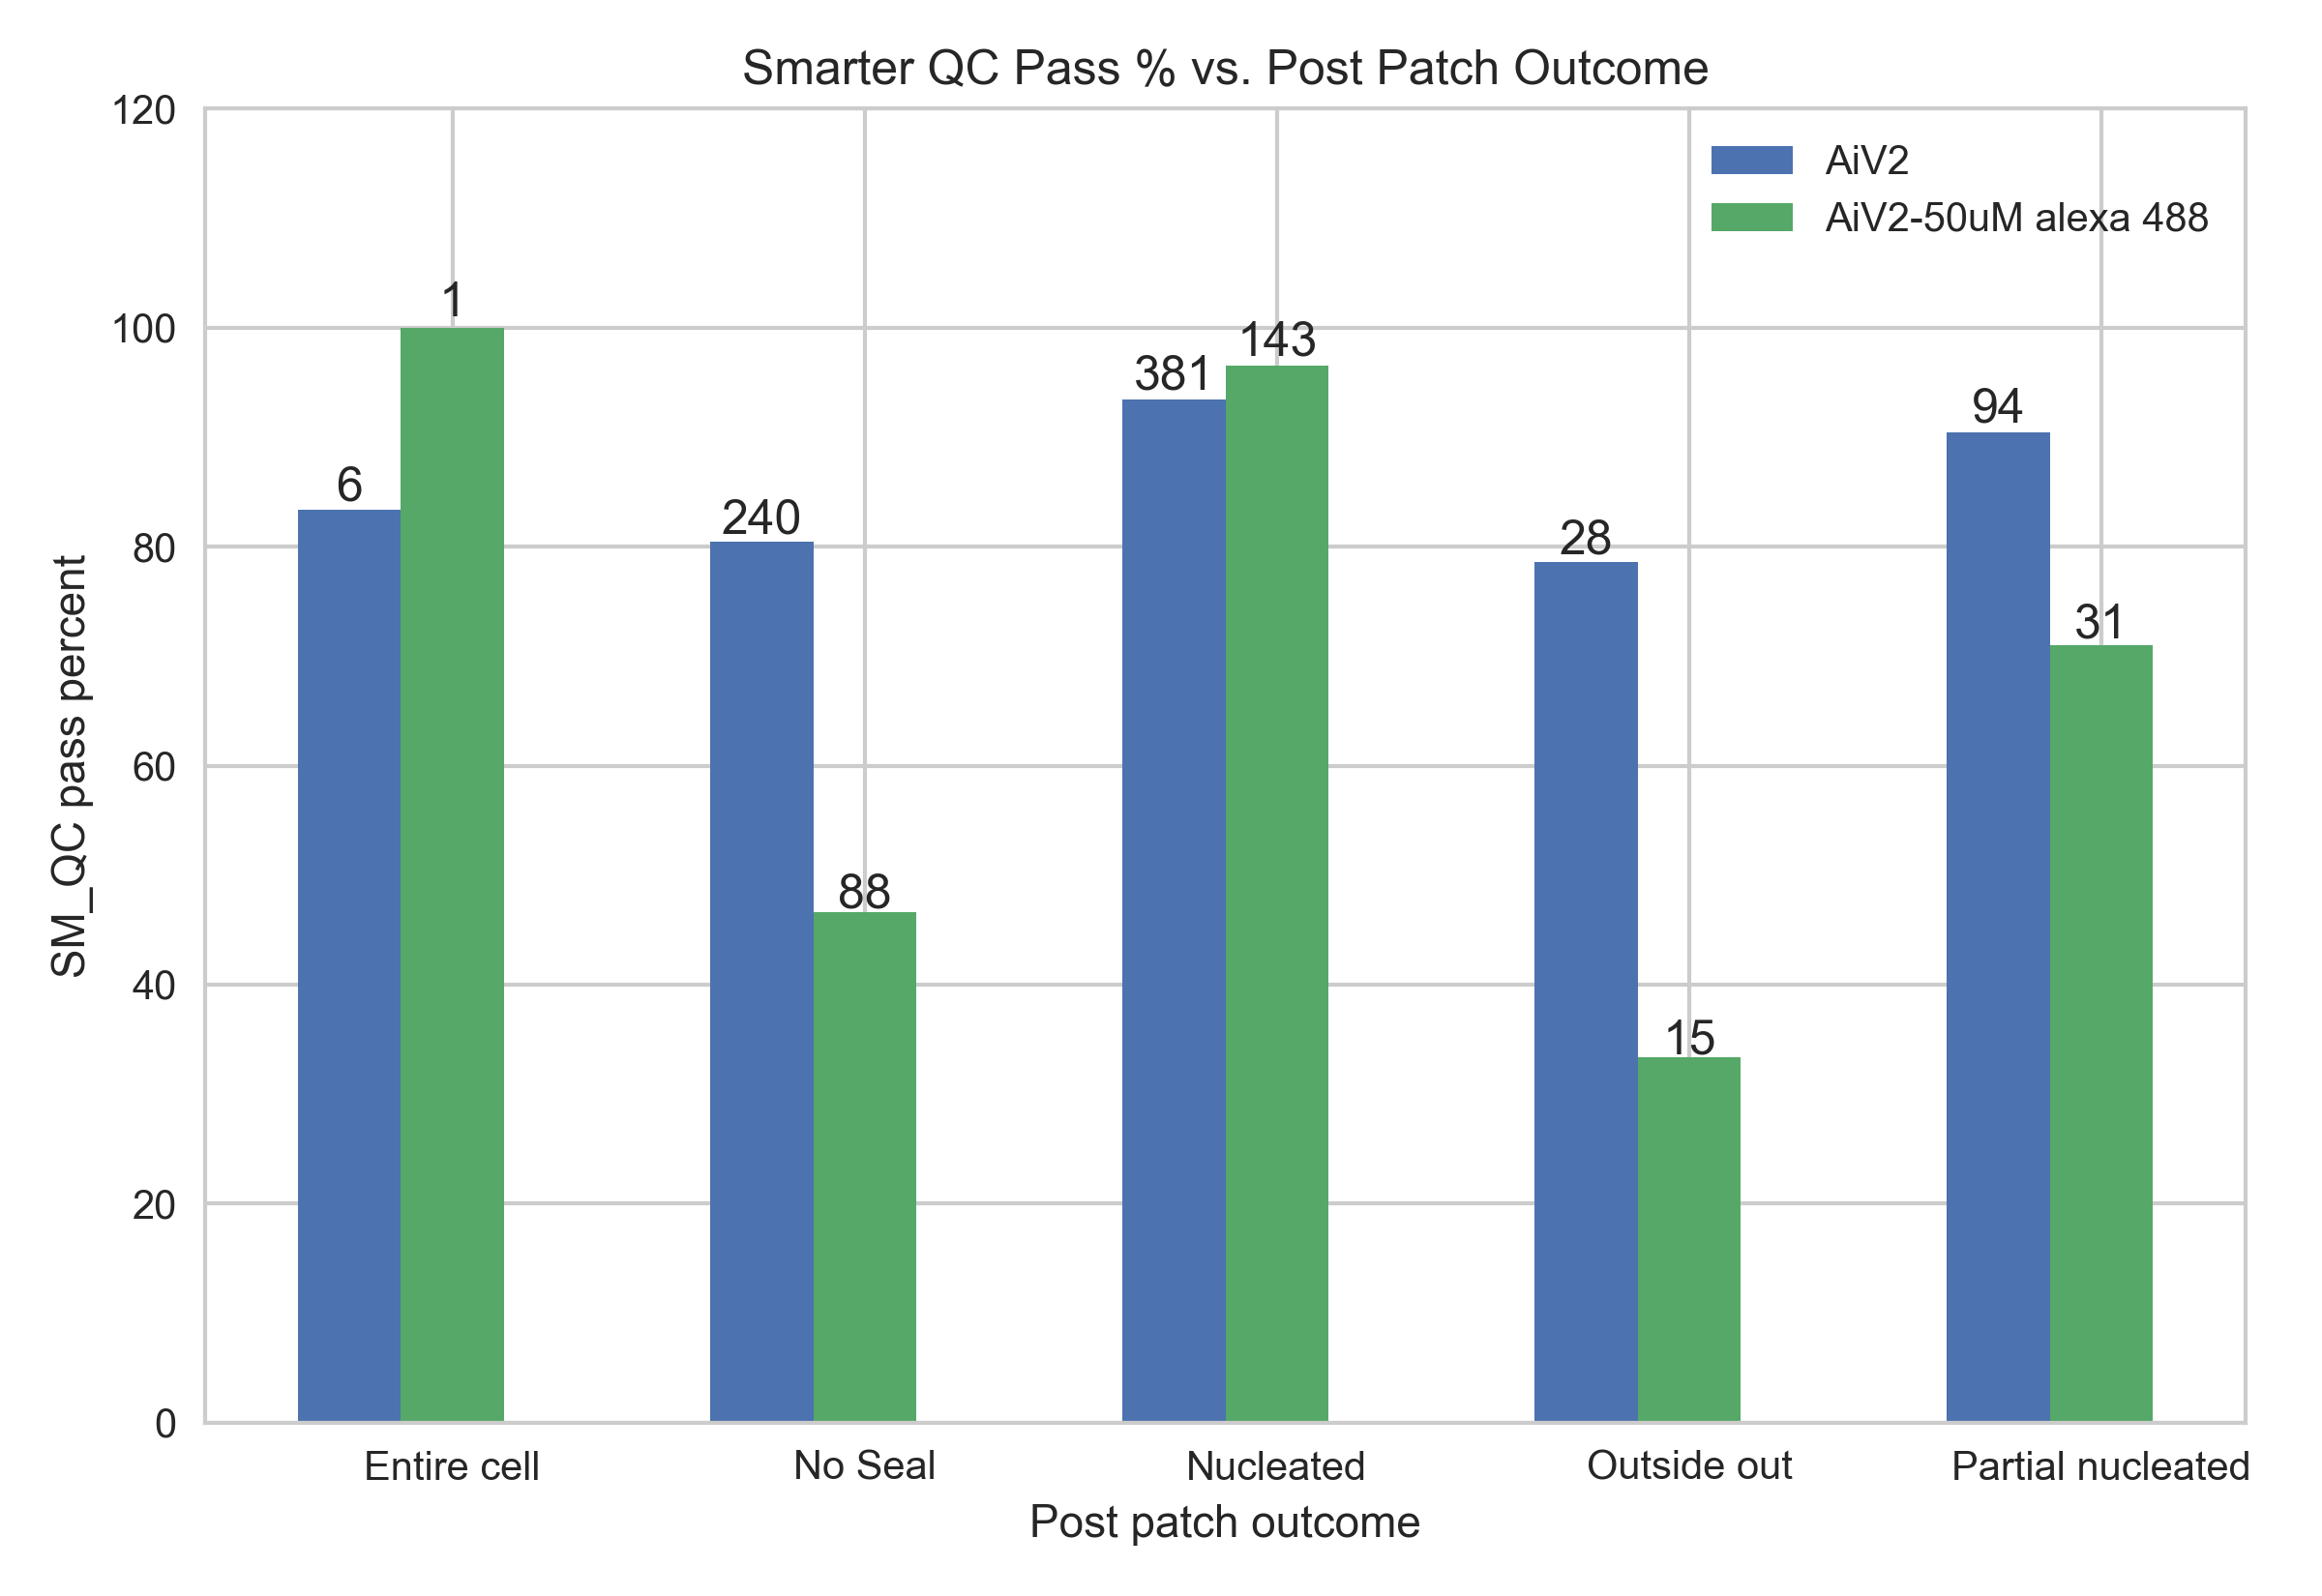 Smarter QC Pass % vs. Post Patch Outcome
120
100
80
60
40
20
0
SM_QC pass percent
AiV2
AiV2-50uM alexa 488
6
1
240
88
381
143
28
15
94
31
Entire cell
No Seal
Nucleated
Outside out
Partial nucleated
Post patch outcome